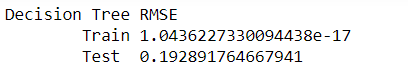 Decision Tree RMSE
Train 1.0436227330094438e-17
Test 0.192891764667941